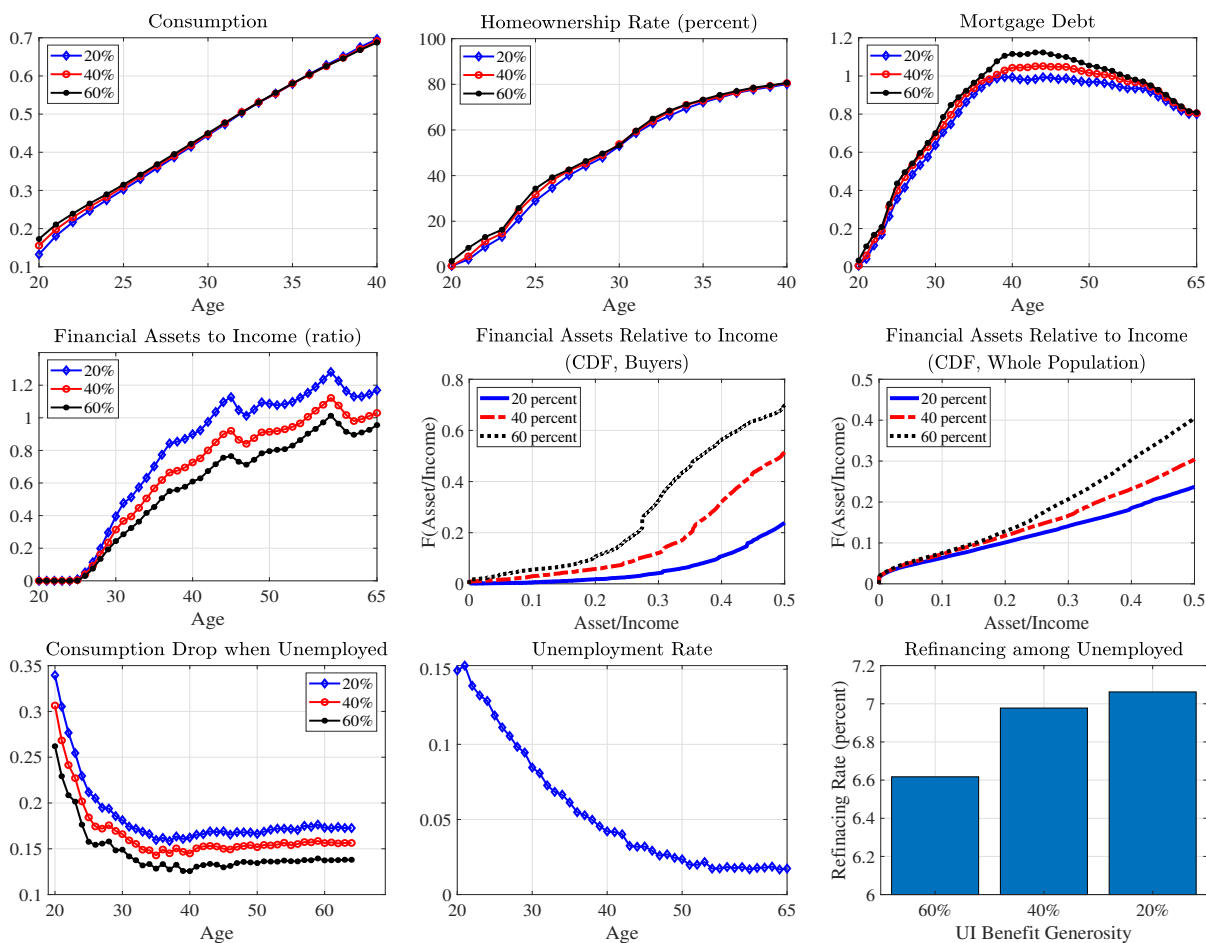 Consumption
0.7
0.6
0.5
0.4
0.3
0.2
0.1
20%
40%
60%
20 25 30 35 40
Age
Homeownership Rate (percent)
100
80
60
40
20
0
20%
40%
60%
20 25 30 35 40
Age
Mortgage Debt
1.2
1
0.8
0.6
0.4
0.2
0
20%
40%
60%
20 30 40 50 65
Age
Financial Assets to Income (ratio)
1.2
1
0.8
0.6
0.4
0.2
0
20%
40%
60%
20 30 40 50 65
Age
Financial Assets Relative to Income
(CDF, Buyers)
F(Asset/Income)
0.8
0.6
0.4
0.2
0
20 percent
40 percent
60 percent
0 0.1 0.2 0.3 0.4 0.5
Asset/Income
Financial Assets Relative to Income
(CDF, Whole Population)
F(Asset/Income)
0.5
0.4
0.3
0.2
0.1
0
20 percent
40 percent
60 percent
0 0.1 0.2 0.3 0.4 0.5
Asset/Income
Consumption Drop when Unemployed
0.35
0.3
0.25
0.2
0.15
0.1
20%
40%
60%
20 30 40 50 60
Age
Unemployment Rate
0.15
0.1
0.05
0
20 30 40 50 65
Age
Refinancing among Unemployed
Refinacing Rate (percent)
7.2
7
6.8
6.6
6.4
6.2
6
60% 40% 20%
UI Benefit Generosity